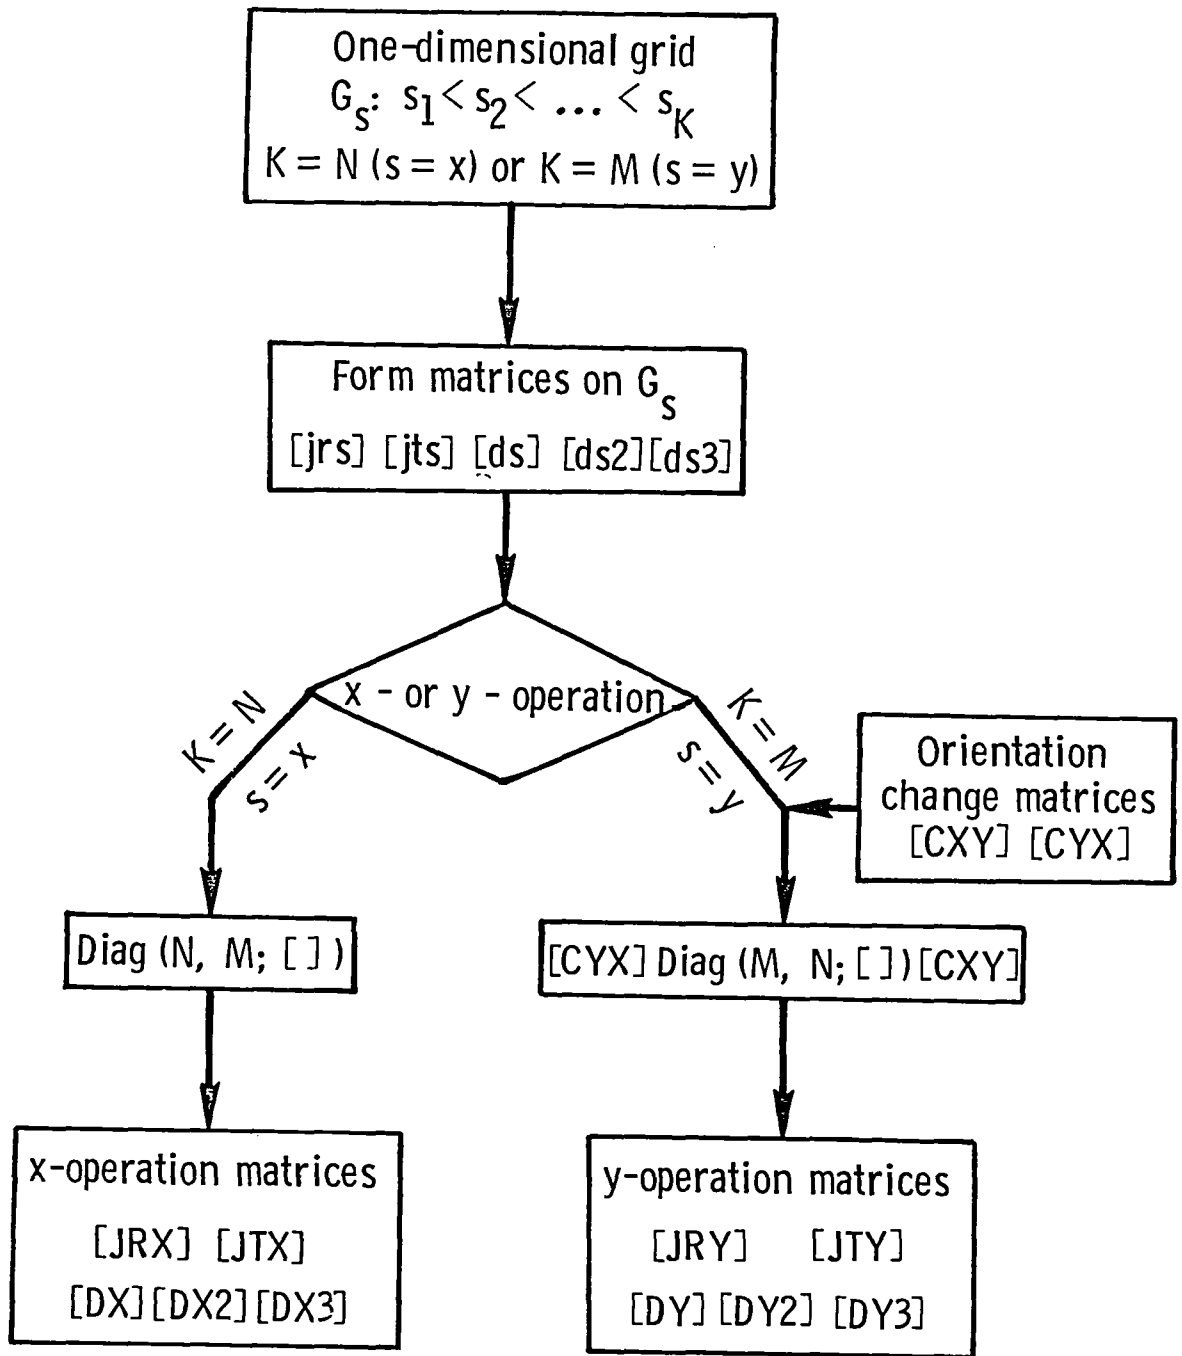 One-dimensional grid
G_s: s_1 < s_2 < ... < s_K
K = N (s = x) or K = M (s = y)
Form matrices on G_s
[jrs] [jts] [ds] [ds2][ds3]
x - or y - operation
K = N
s = x
K = M
s = y
Orientation
change matrices
[CXY] [CYX]
Diag (N, M; [ ])
[CYX] Diag (M, N; [ ]) [CXY]
x-operation matrices
[JRX] [JTX]
[DX] [DX2] [DX3]
y-operation matrices
[JRY] [JTY]
[DY] [DY2] [DY3]